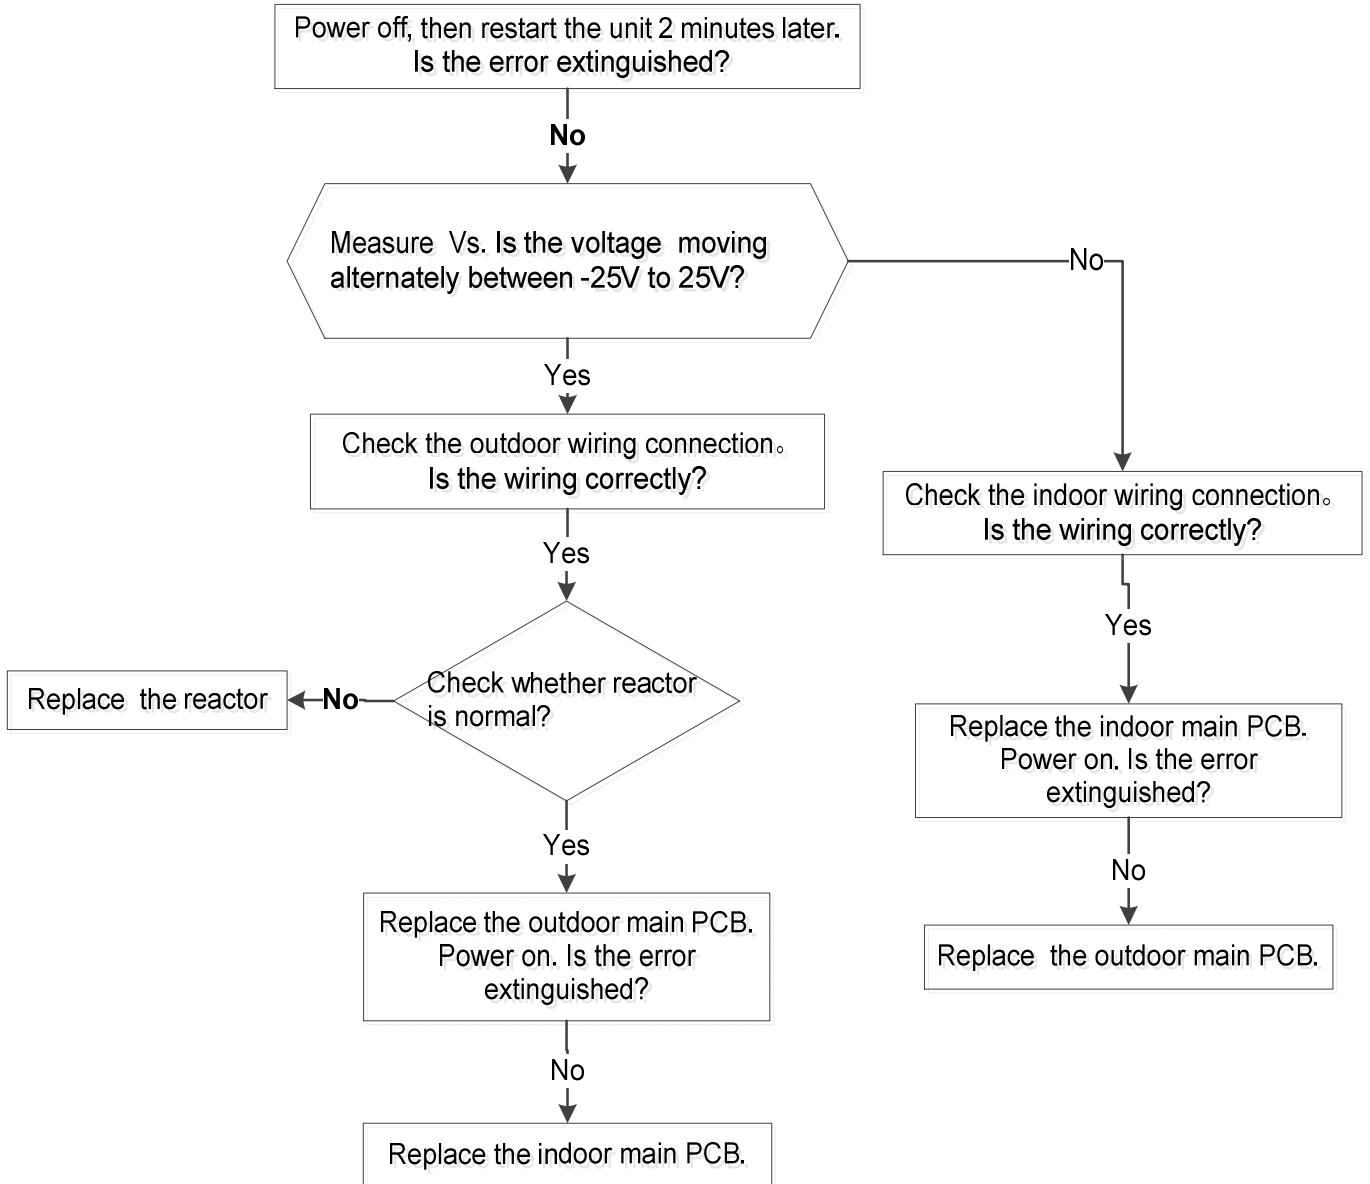 Power off, then restart the unit 2 minutes later.
Is the error extinguished?
No
Measure Vs. Is the voltage moving
alternately between -25V to 25V?
No
Yes
Check the outdoor wiring connection。
Is the wiring correctly?
Check the indoor wiring connection。
Is the wiring correctly?
Yes
Yes
Check whether reactor
is normal?
No
Replace the reactor
Replace the indoor main PCB.
Power on. Is the error
extinguished?
Yes
No
Replace the outdoor main PCB.
Power on. Is the error
extinguished?
Replace the outdoor main PCB.
No
Replace the indoor main PCB.